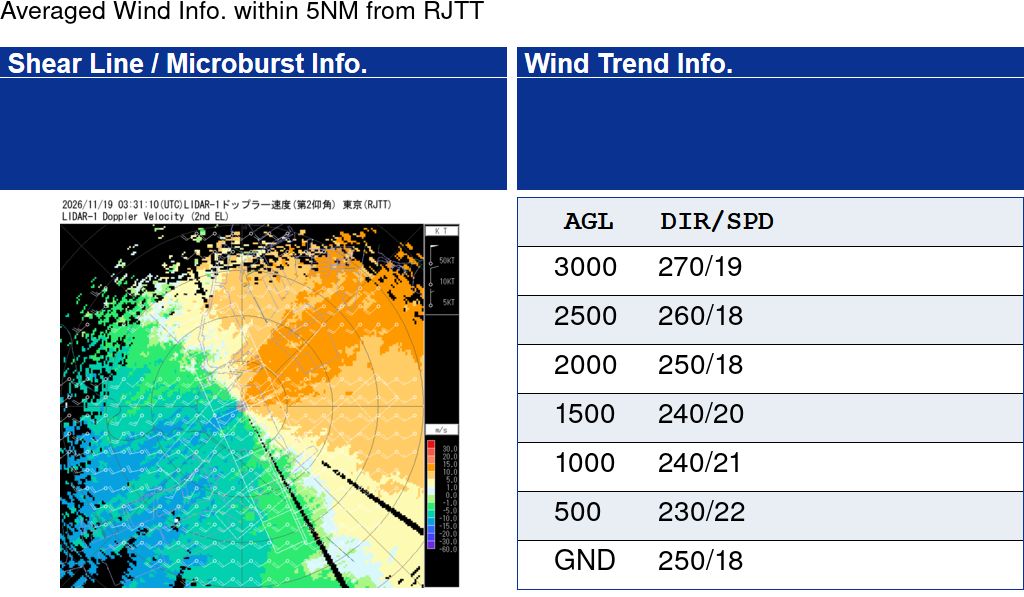 Averaged Wind Info. within 5NM from RJTT
Shear Line / Microburst Info.
Wind Trend Info.
2026/11/19 03:31:10(UTC)LIDAR-1ドップラー速度(第2仰角) 東京(RJTT)
LIDAR-1 Doppler Velocity (2nd EL)
KT
50KT
10KT
5KT
m/s
30.0
20.0
15.0
10.0
5.0
1.0
0.0
-1.0
-5.0
-10.0
-15.0
-20.0
-30.0
-60.0
AGL DIR/SPD
3000 270/19
2500 260/18
2000 250/18
1500 240/20
1000 240/21
500 230/22
GND 250/18